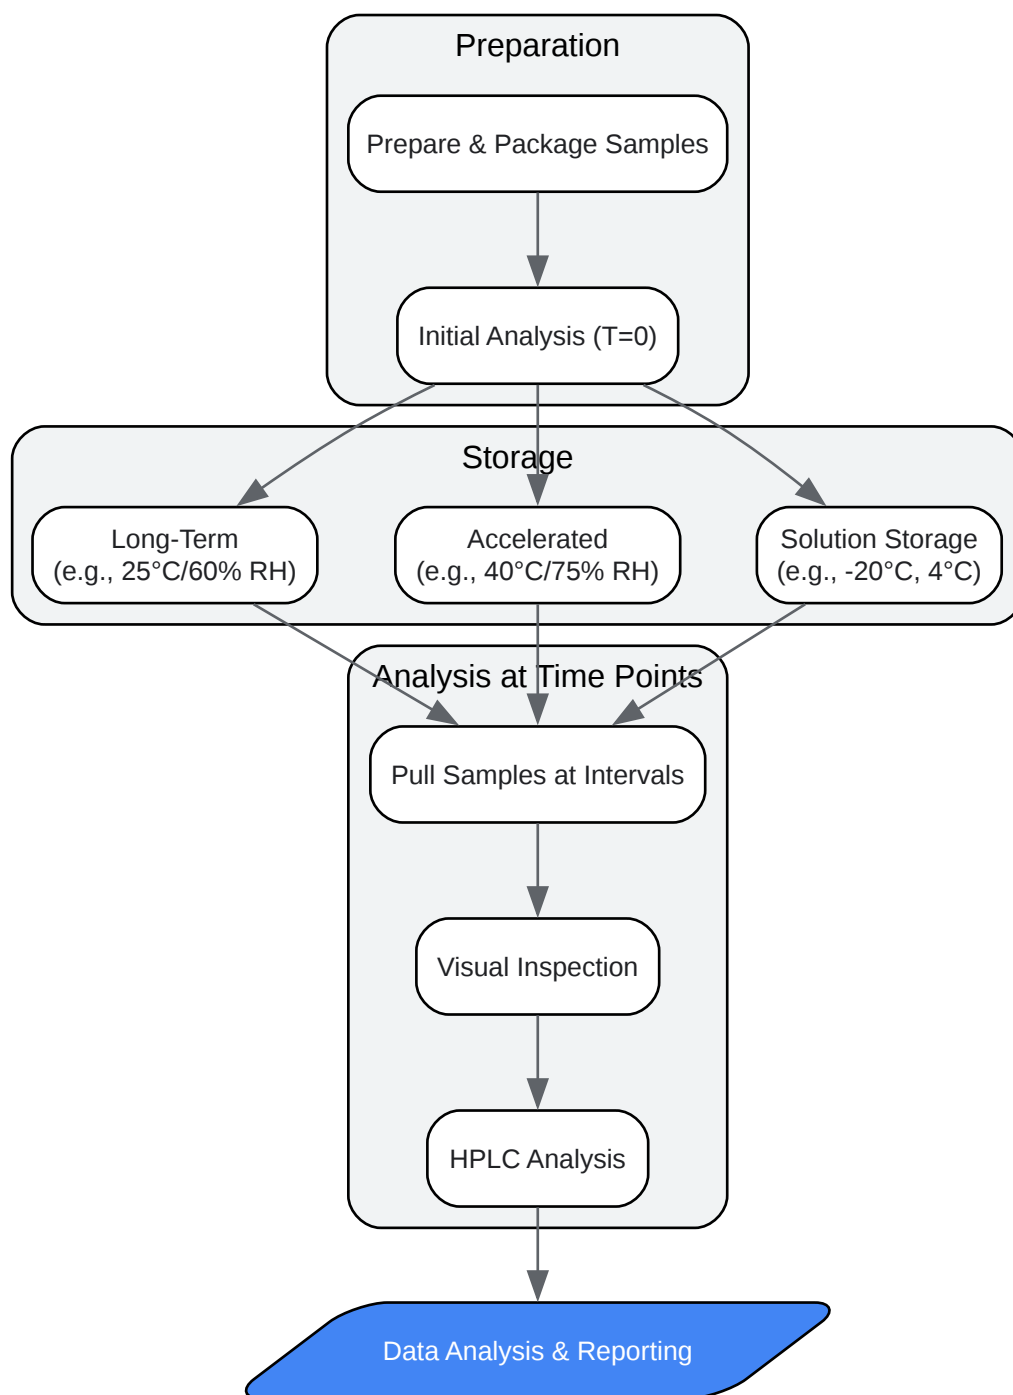 Preparation
Prepare & Package Samples
Initial Analysis (T=0)
Storage
Long-Term
(e.g., 25°C/60% RH)
Accelerated
(e.g., 40°C/75% RH)
Solution Storage
(e.g., -20°C, 4°C)
Analysis at Time Points
Pull Samples at Intervals
Visual Inspection
HPLC Analysis
Data Analysis & Reporting